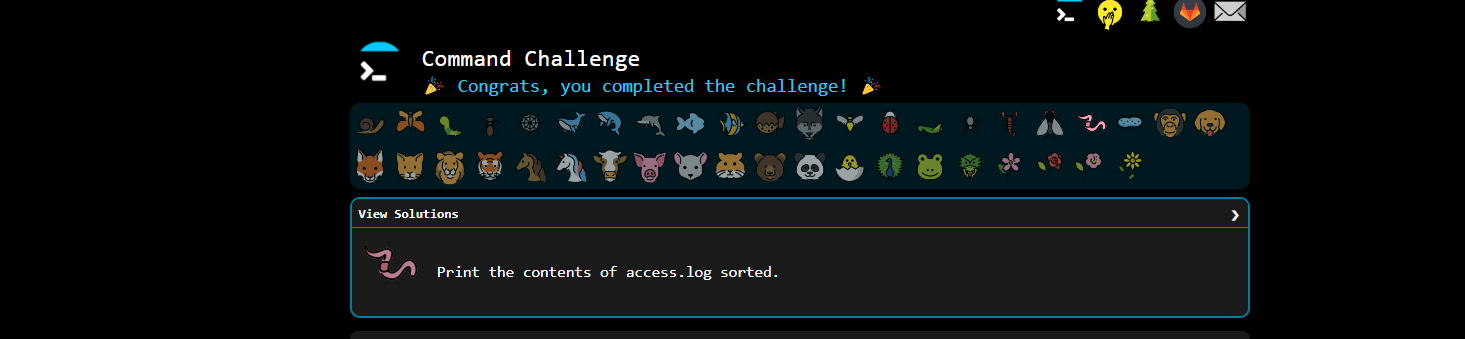 Command Challenge
🎉 Congrats, you completed the challenge! 🎉
View Solutions
Print the contents of access.log sorted.